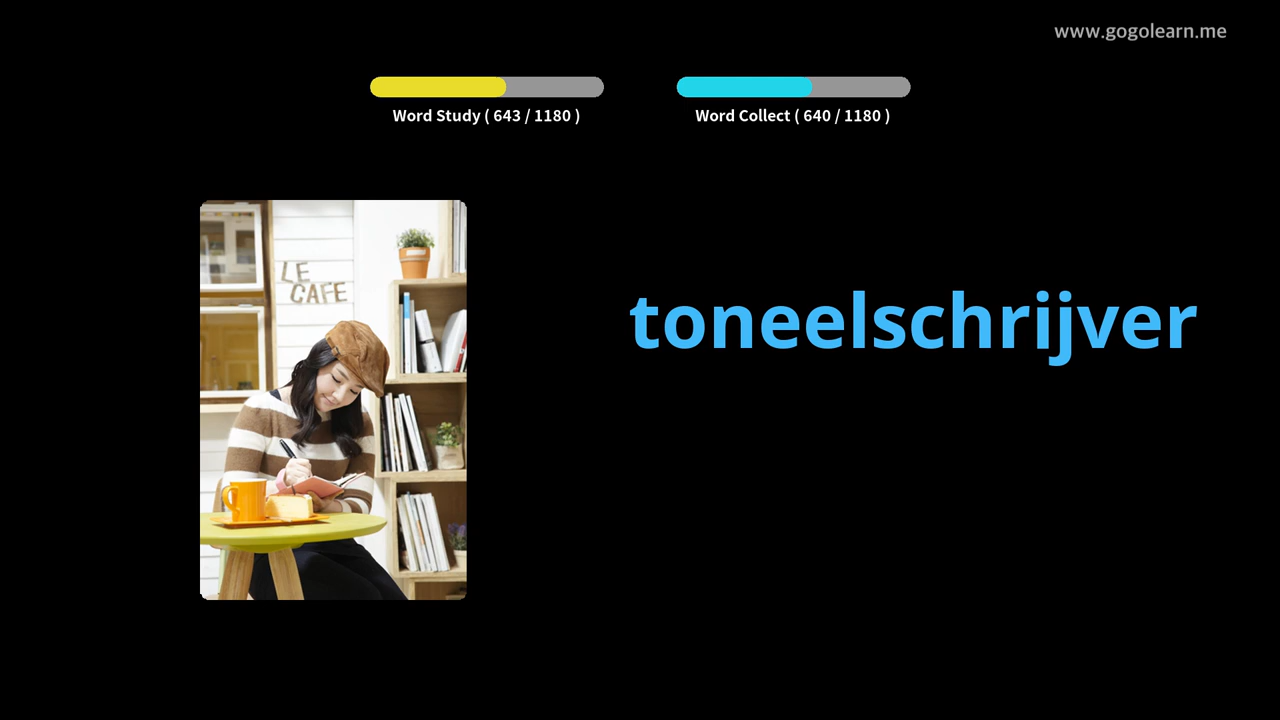 www.gogolearn.me
Word Study ( 643 / 1180 )
Word Collect ( 640 / 1180 )
LE
CAFE
toneelschrijver